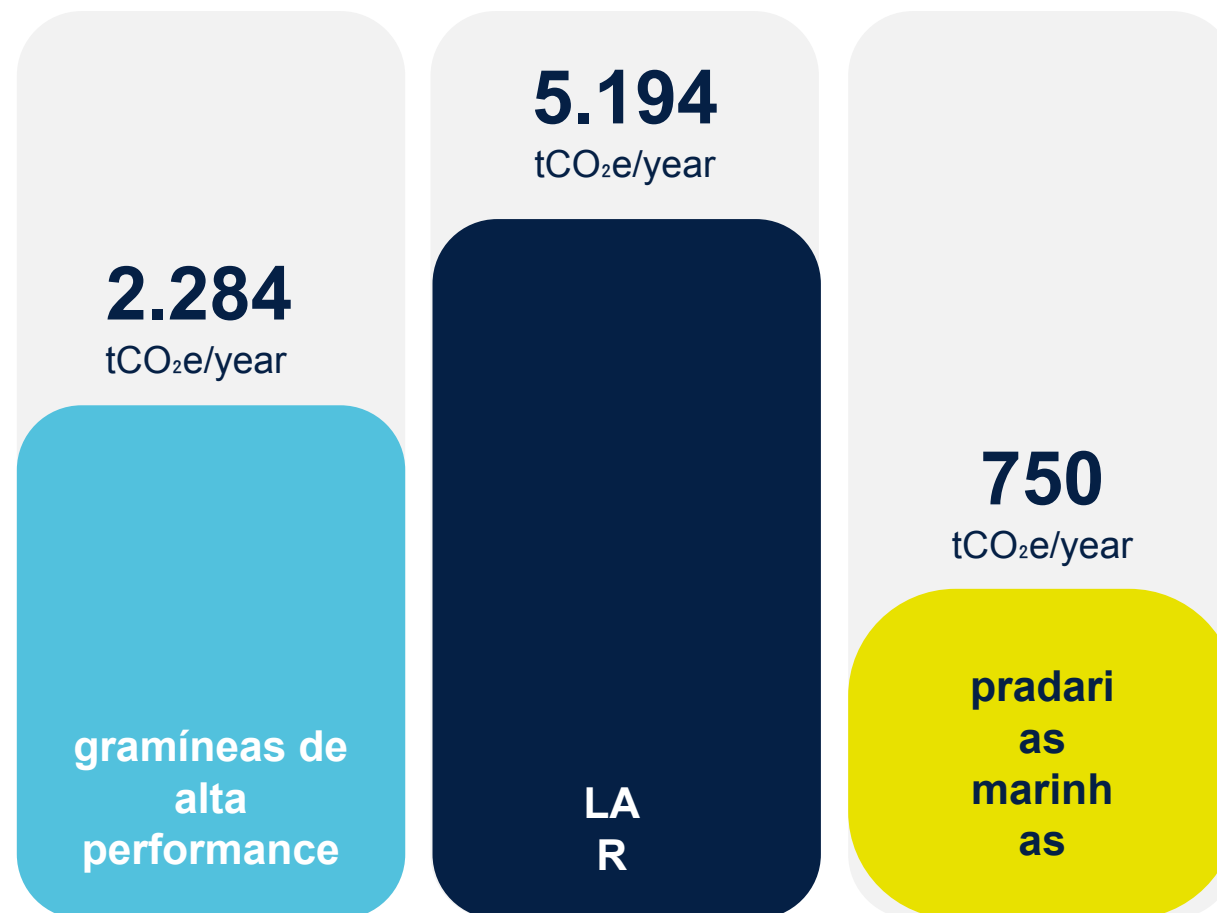 2.284
tCO₂e/year
gramíneas de
alta
performance
5.194
tCO₂e/year
LA
R
750
tCO₂e/year
pradari
as
marinh
as